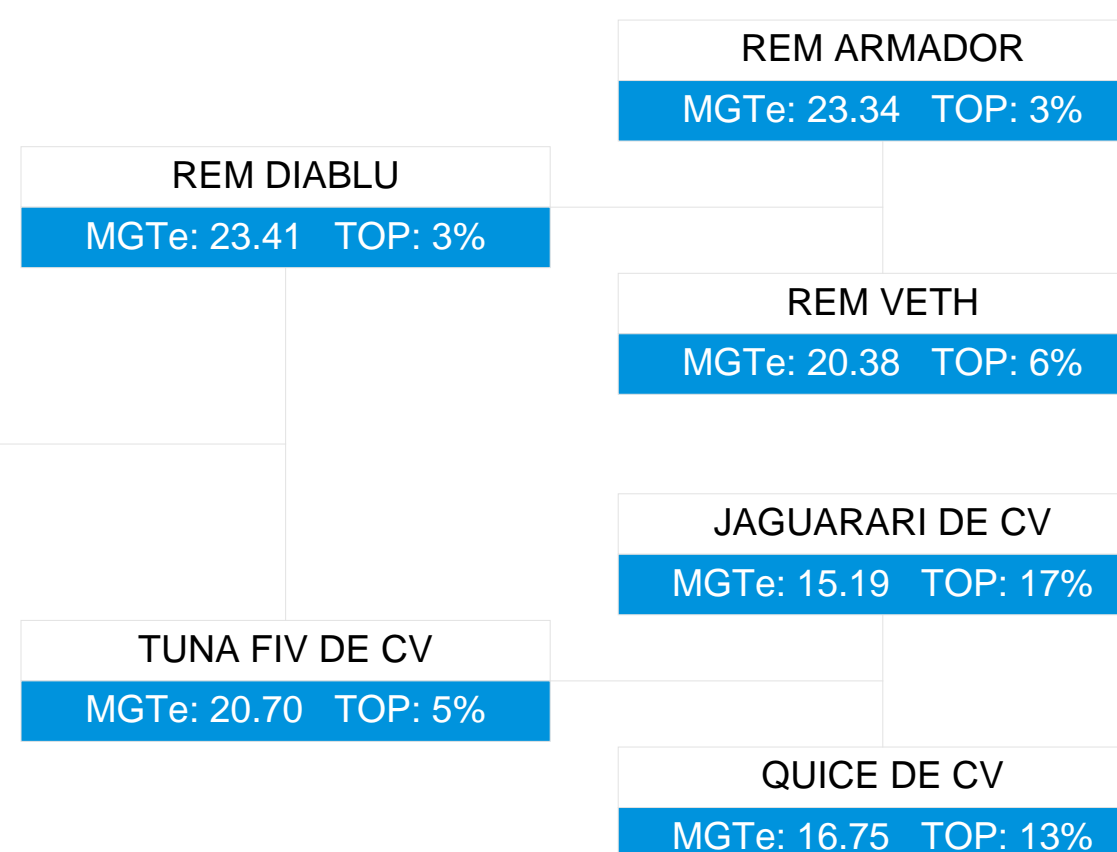 REM ARMADOR
MGTe: 23.34 TOP: 3%
REM DIABLU
MGTe: 23.41 TOP: 3%
REM VETH
MGTe: 20.38 TOP: 6%
JAGUARARI DE CV
MGTe: 15.19 TOP: 17%
TUNA FIV DE CV
MGTe: 20.70 TOP: 5%
QUICE DE CV
MGTe: 16.75 TOP: 13%